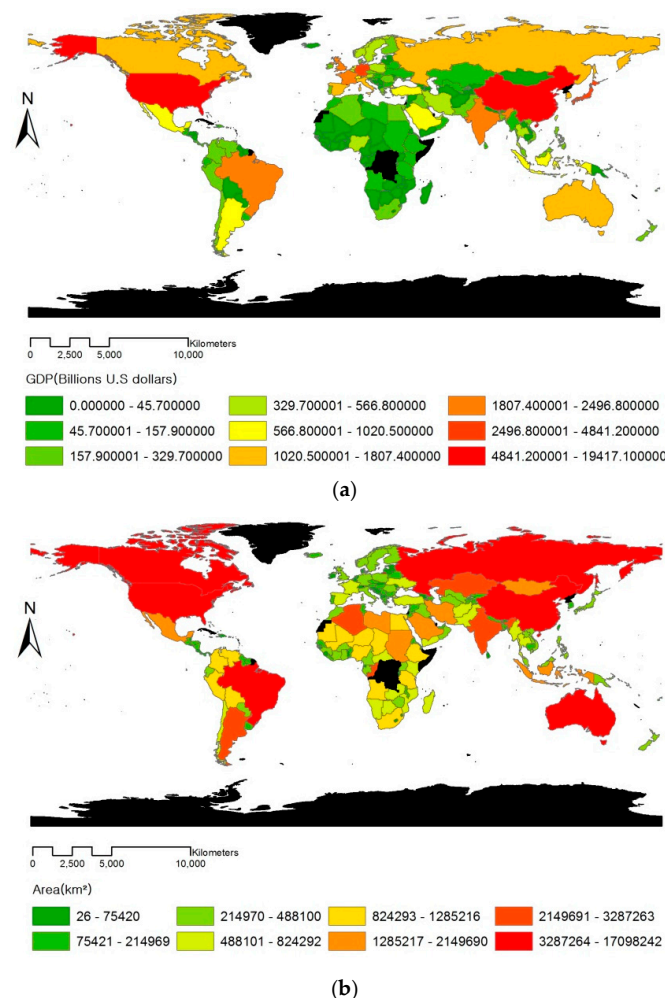 N
Kilometers
0 2,500 5,000 10,000
GDP(Billions U.S dollars)
0.000000 - 45.700000 329.700001 - 566.800000 1807.400001 - 2496.800000
45.700001 - 157.900000 566.800001 - 1020.500000 2496.800001 - 4841.200000
157.900001 - 329.700000 1020.500001 - 1807.400000 4841.200001 - 19417.100000
(a)
N
Kilometers
0 2,500 5,000 10,000
Area(km²)
26 - 75420 214970 - 488100 824293 - 1285216 2149691 - 3287263
75421 - 214969 488101 - 824292 1285217 - 2149690 3287264 - 17098242
(b)